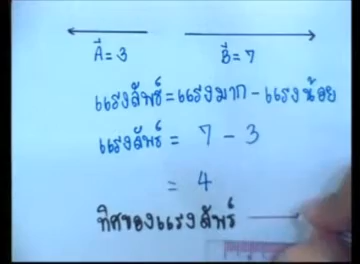 A = 3 B = 7
แรงลัพธ์ = แรงมาก - แรงน้อย
แรงลัพธ์ = 7 - 3
= 4
ทิศของแรงลัพธ์